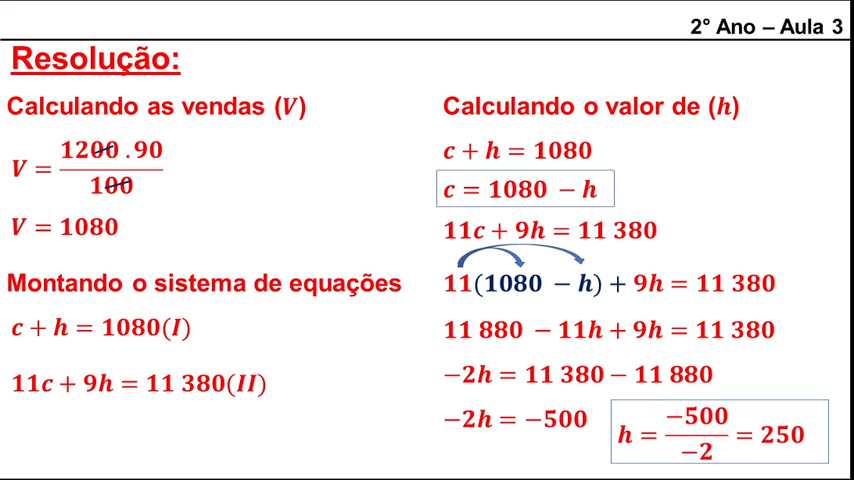 2° Ano – Aula 3
Resolução:
Calculando as vendas (V)
V = 1200 . 90 / 100
V = 1080
Montando o sistema de equações
c + h = 1080(I)
11c + 9h = 11 380(II)
Calculando o valor de (h)
c + h = 1080
c = 1080 − h
11c + 9h = 11 380
11(1080 − h) + 9h = 11 380
11 880 − 11h + 9h = 11 380
−2h = 11 380 − 11 880
−2h = −500
h = −500 / −2 = 250